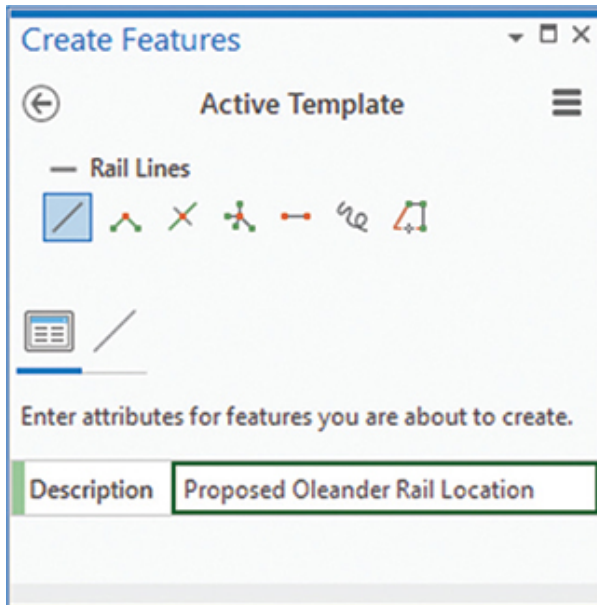 Create Features
Active Template
Rail Lines
Enter attributes for features you are about to create.
Description Proposed Oleander Rail Location